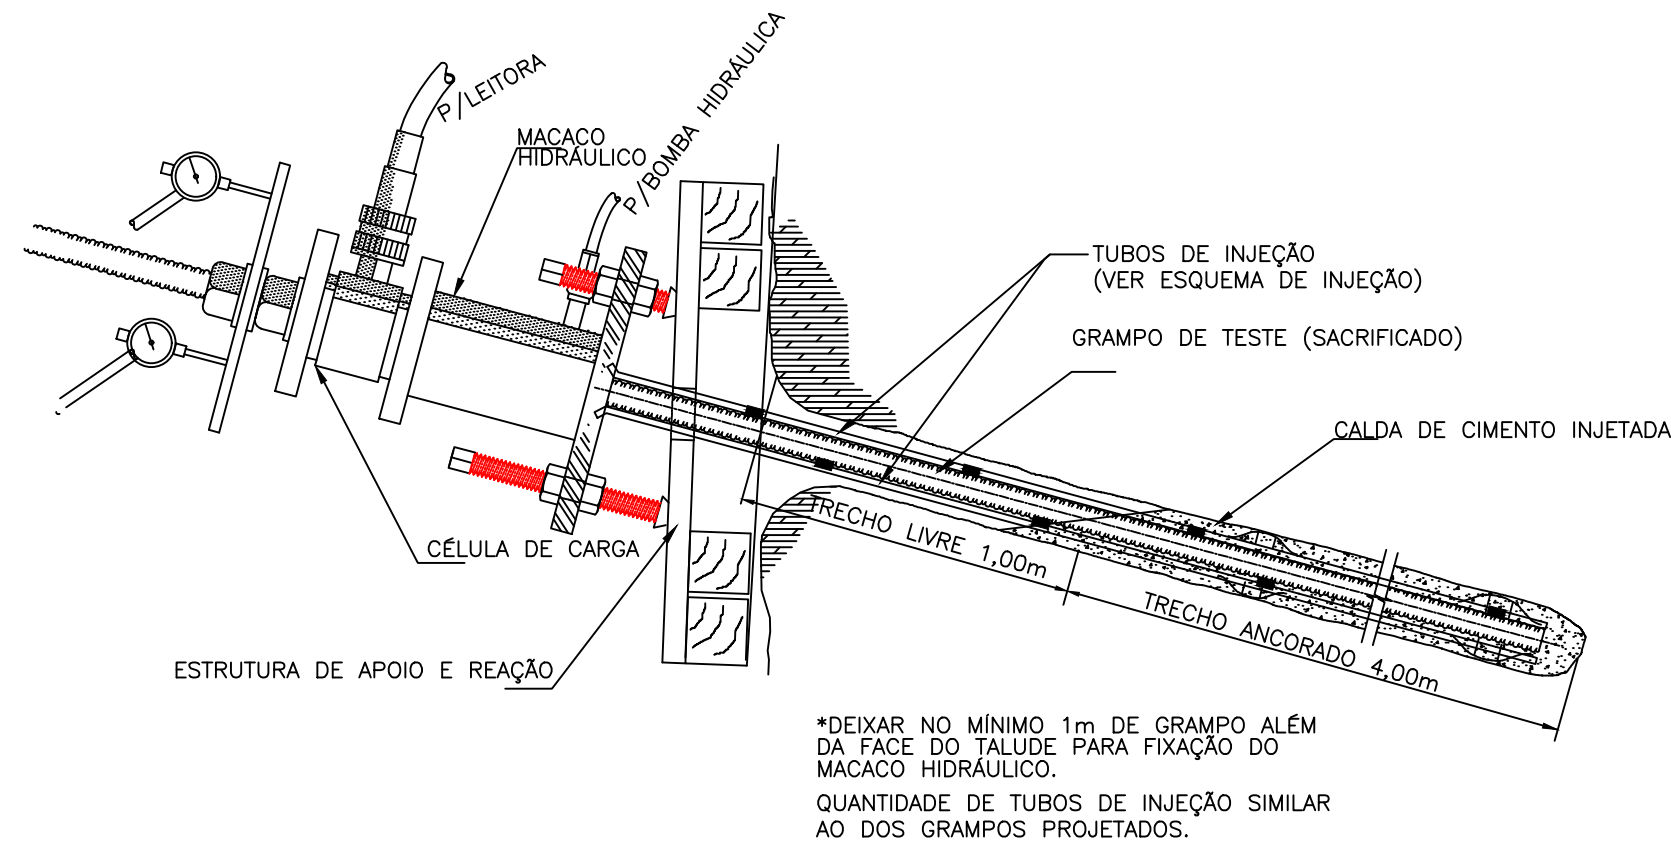 P/LEITORA
MACACO
HIDRÁULICO
P/BOMBA HIDRÁULICA
TUBOS DE INJEÇÃO
(VER ESQUEMA DE INJEÇÃO)
GRAMPO DE TESTE (SACRIFICADO)
CALDA DE CIMENTO INJETADA
TRECHO LIVRE 1,00m
CÉLULA DE CARGA
TRECHO ANCORADO 4,00m
ESTRUTURA DE APOIO E REAÇÃO
*DEIXAR NO MÍNIMO 1m DE GRAMPO ALÉM
DA FACE DO TALUDE PARA FIXAÇÃO DO
MACACO HIDRÁULICO.
QUANTIDADE DE TUBOS DE INJEÇÃO SIMILAR
AO DOS GRAMPOS PROJETADOS.